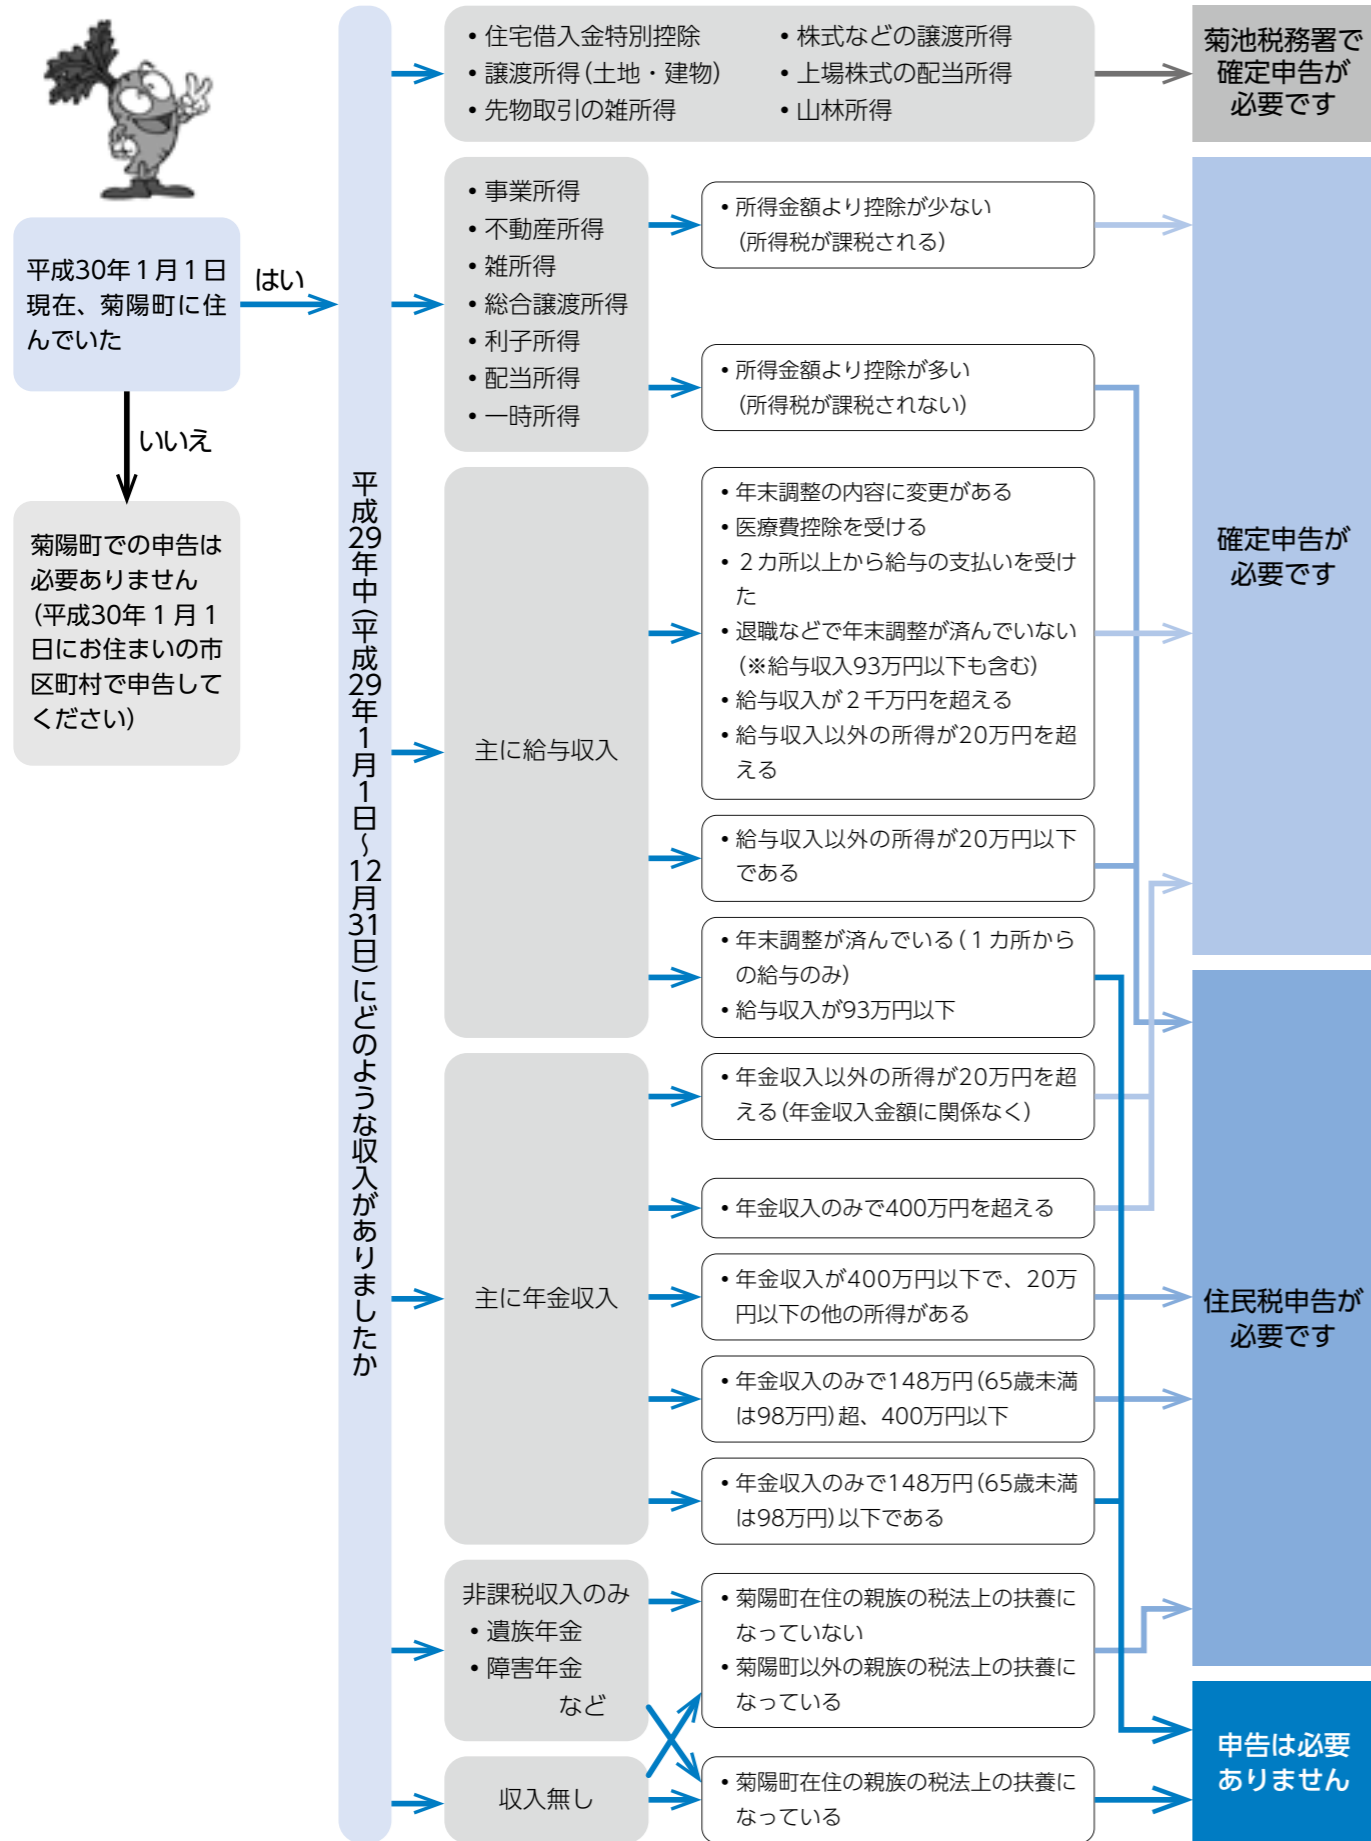 平成30年1月1日
現在、菊陽町に住
んでいた
はい
いいえ
菊陽町での申告は
必要ありません
(平成30年1月1
日にお住まいの市
区町村で申告して
ください)
平成29年中(平成29年1月1日~12月31日)にどのような収入がありましたか
•住宅借入金特別控除
•譲渡所得(土地・建物)
•先物取引の雑所得
•株式などの譲渡所得
•上場株式の配当所得
•山林所得
菊池税務署で
確定申告が
必要です
•事業所得
•不動産所得
•雑所得
•総合譲渡所得
•利子所得
•配当所得
•一時所得
•所得金額より控除が少ない
(所得税が課税される)
•所得金額より控除が多い
(所得税が課税されない)
主に給与収入
•年末調整の内容に変更がある
•医療費控除を受ける
•2カ所以上から給与の支払いを受け
た
•退職などで年末調整が済んでいない
(※給与収入93万円以下も含む)
•給与収入が2千万円を超える
•給与収入以外の所得が20万円を超
える
•給与収入以外の所得が20万円以下
である
•年末調整が済んでいる(1カ所から
の給与のみ)
•給与収入が93万円以下
確定申告が
必要です
主に年金収入
•年金収入以外の所得が20万円を超
える(年金収入金額に関係なく)
•年金収入のみで400万円を超える
•年金収入が400万円以下で、20万
円以下の他の所得がある
•年金収入のみで148万円(65歳未満
は98万円)超、400万円以下
•年金収入のみで148万円(65歳未満
は98万円)以下である
住民税申告が
必要です
非課税収入のみ
•遺族年金
•障害年金
など
•菊陽町在住の親族の税法上の扶養に
なっていない
•菊陽町以外の親族の税法上の扶養に
なっている
収入無し
•菊陽町在住の親族の税法上の扶養に
なっている
申告は必要
ありません